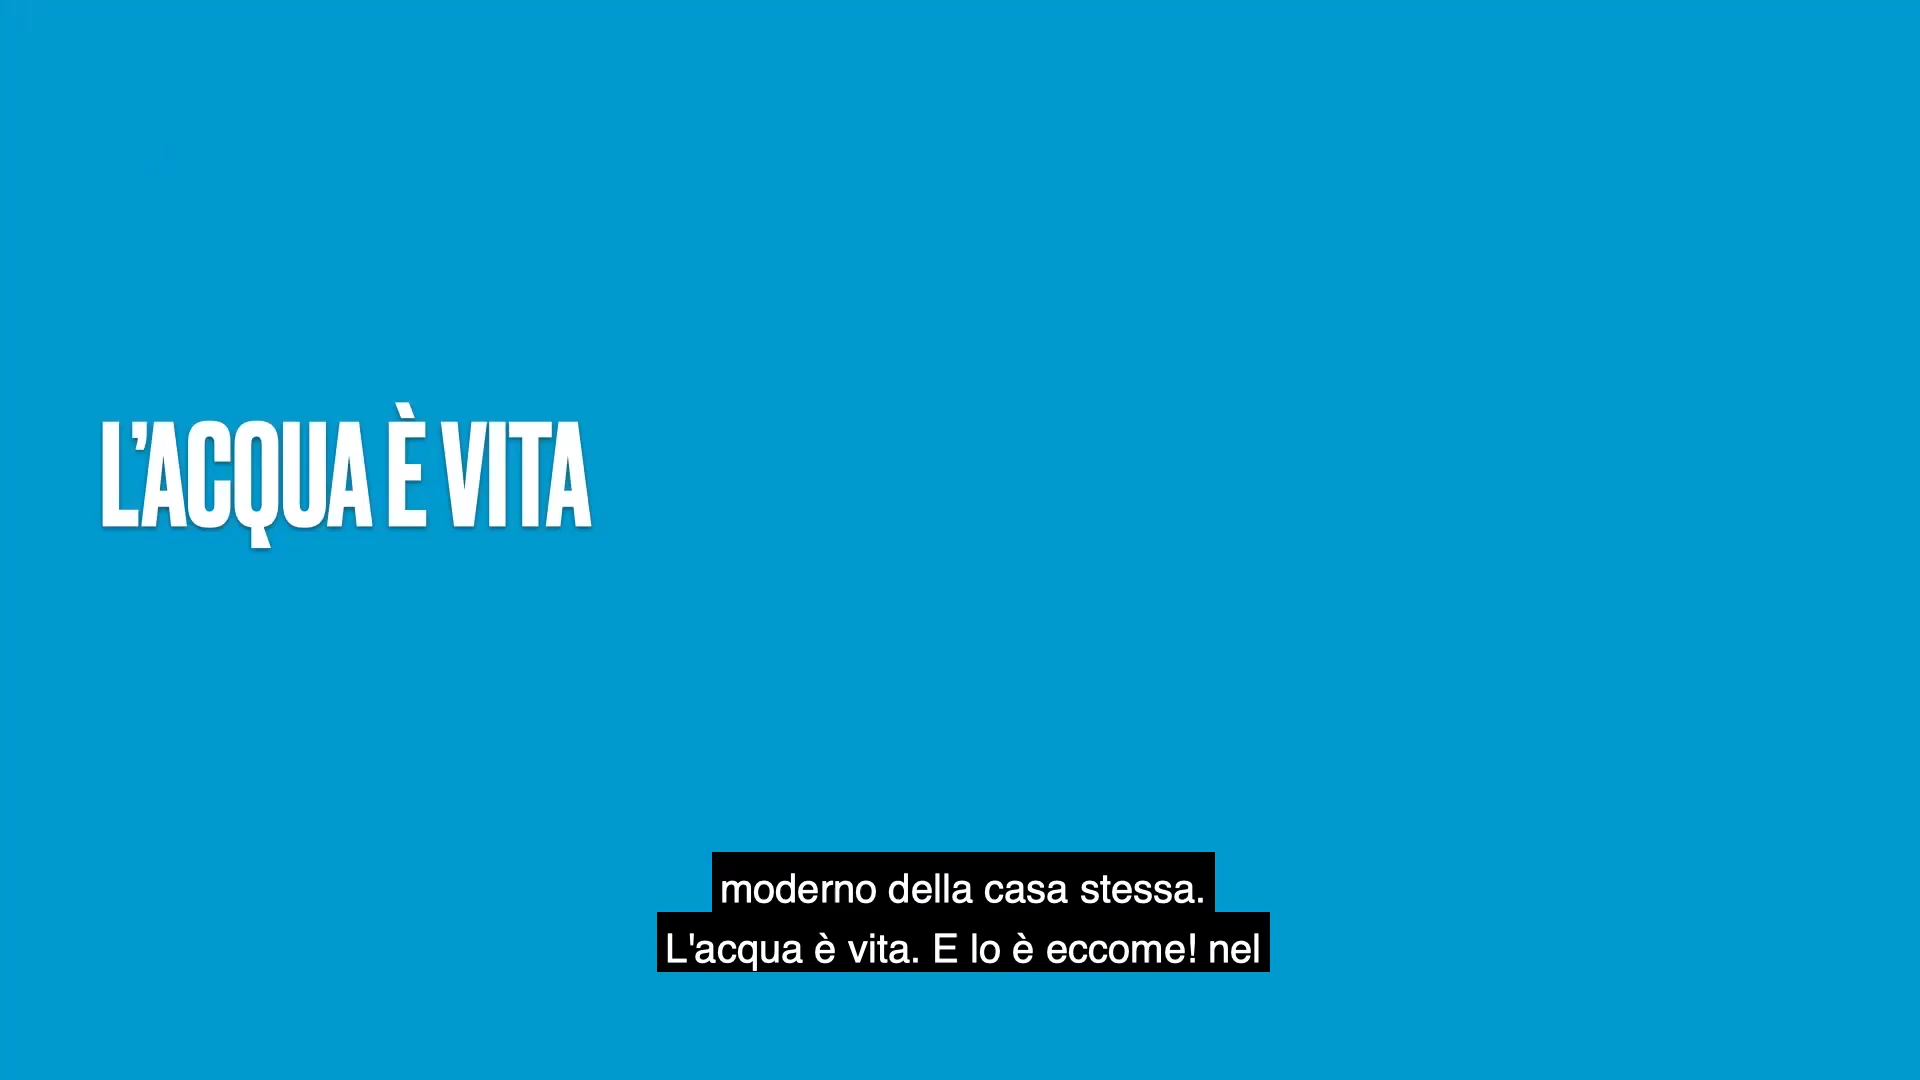 L’ACQUA È VITA
moderno della casa stessa.
L'acqua è vita. E lo è eccome! nel